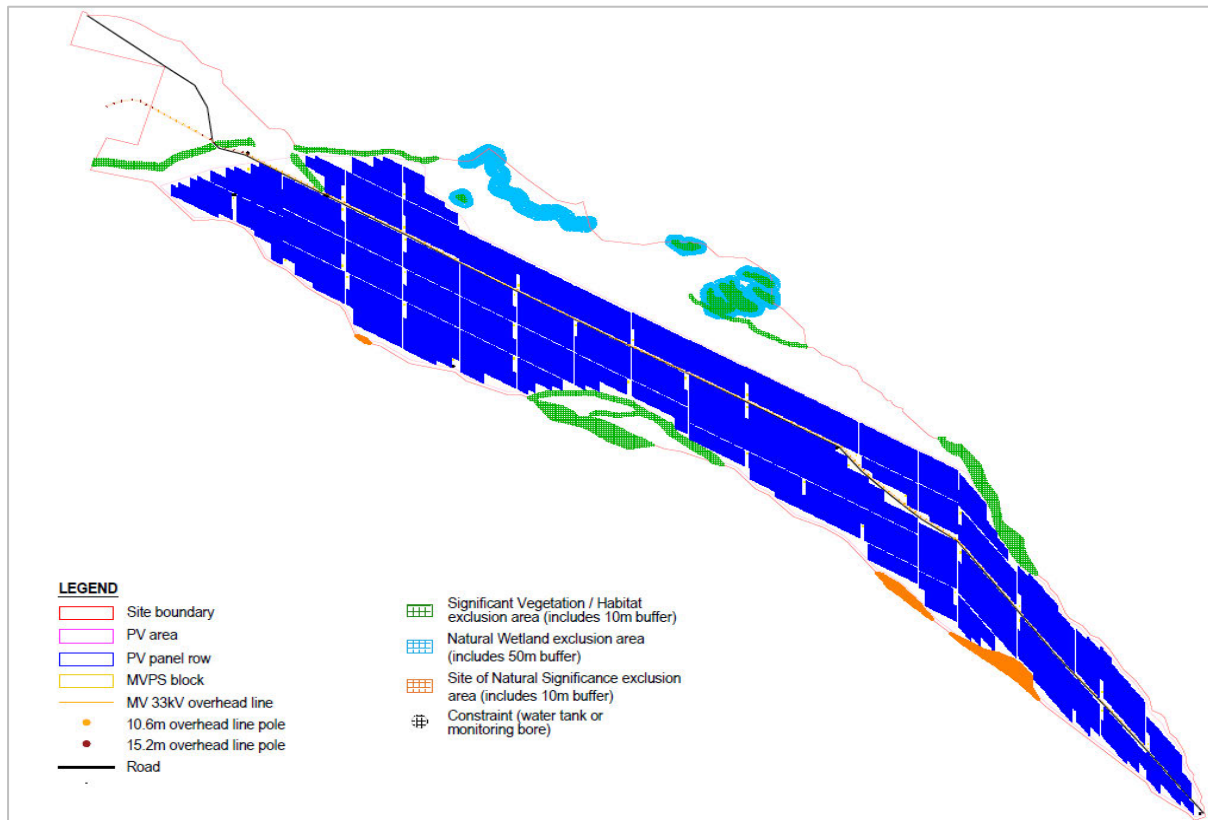 LEGEND
Site boundary
PV area
PV panel row
MVPS block
MV 33kV overhead line
10.6m overhead line pole
15.2m overhead line pole
Road
Significant Vegetation / Habitat
exclusion area (includes 10m buffer)
Natural Wetland exclusion area
(includes 50m buffer)
Site of Natural Significance exclusion
area (includes 10m buffer)
Constraint (water tank or
monitoring bore)